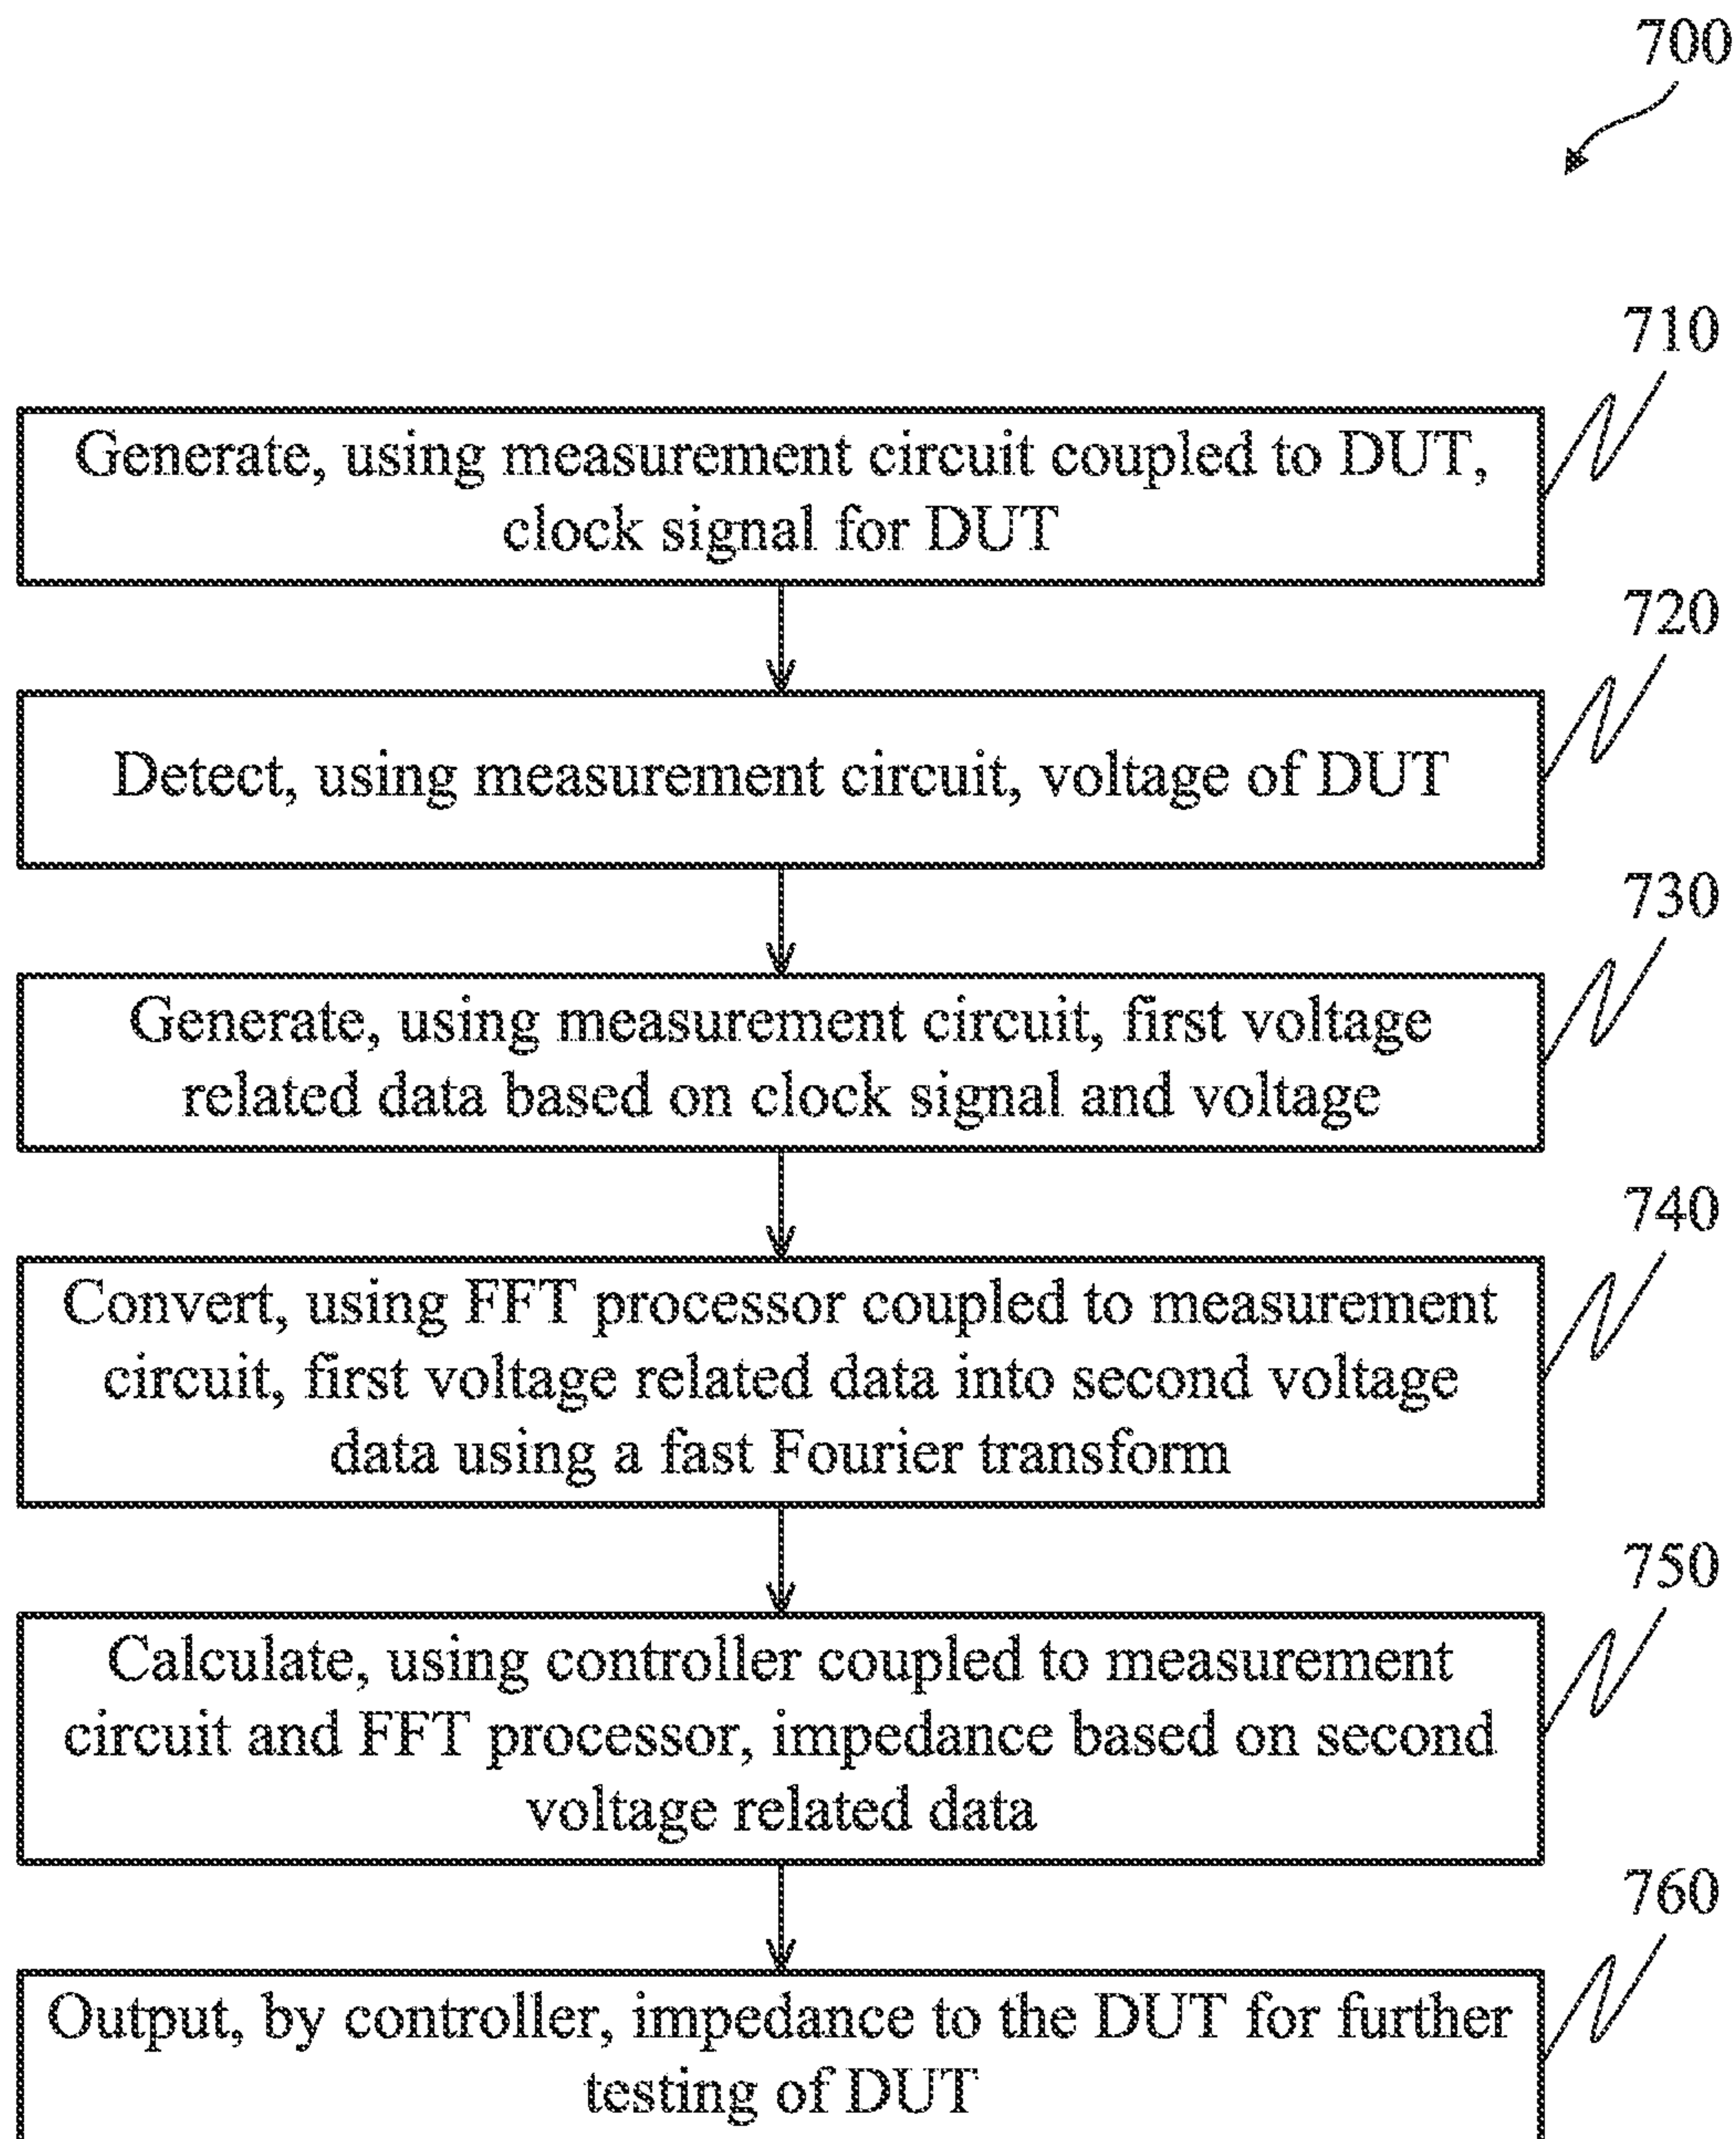 700
710
Generate, using measurement circuit coupled to DUT,
clock signal for DUT
720
Detect, using measurement circuit, voltage of DUT
730
Generate, using measurement circuit, first voltage
related data based on clock signal and voltage
740
Convert, using FFT processor coupled to measurement
circuit, first voltage related data into second voltage
data using a fast Fourier transform
750
Calculate, using controller coupled to measurement
circuit and FFT processor, impedance based on second
voltage related data
760
Output, by controller, impedance to the DUT for further
testing of DUT